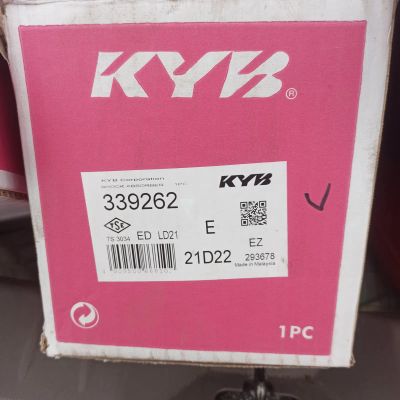 KYB®
KYB Corporation
SHOCK ABSORBER 1PC
KYB
339262
TSE
TS 3034 ED LD21 E EZ
21D22 293678
Made in Malaysia
1PC